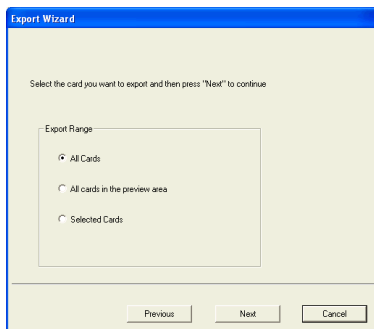 Export Wizard
Select the card you want to export and then press "Next" to continue
Export Range
All Cards
All cards in the preview area
Selected Cards
Previous Next Cancel